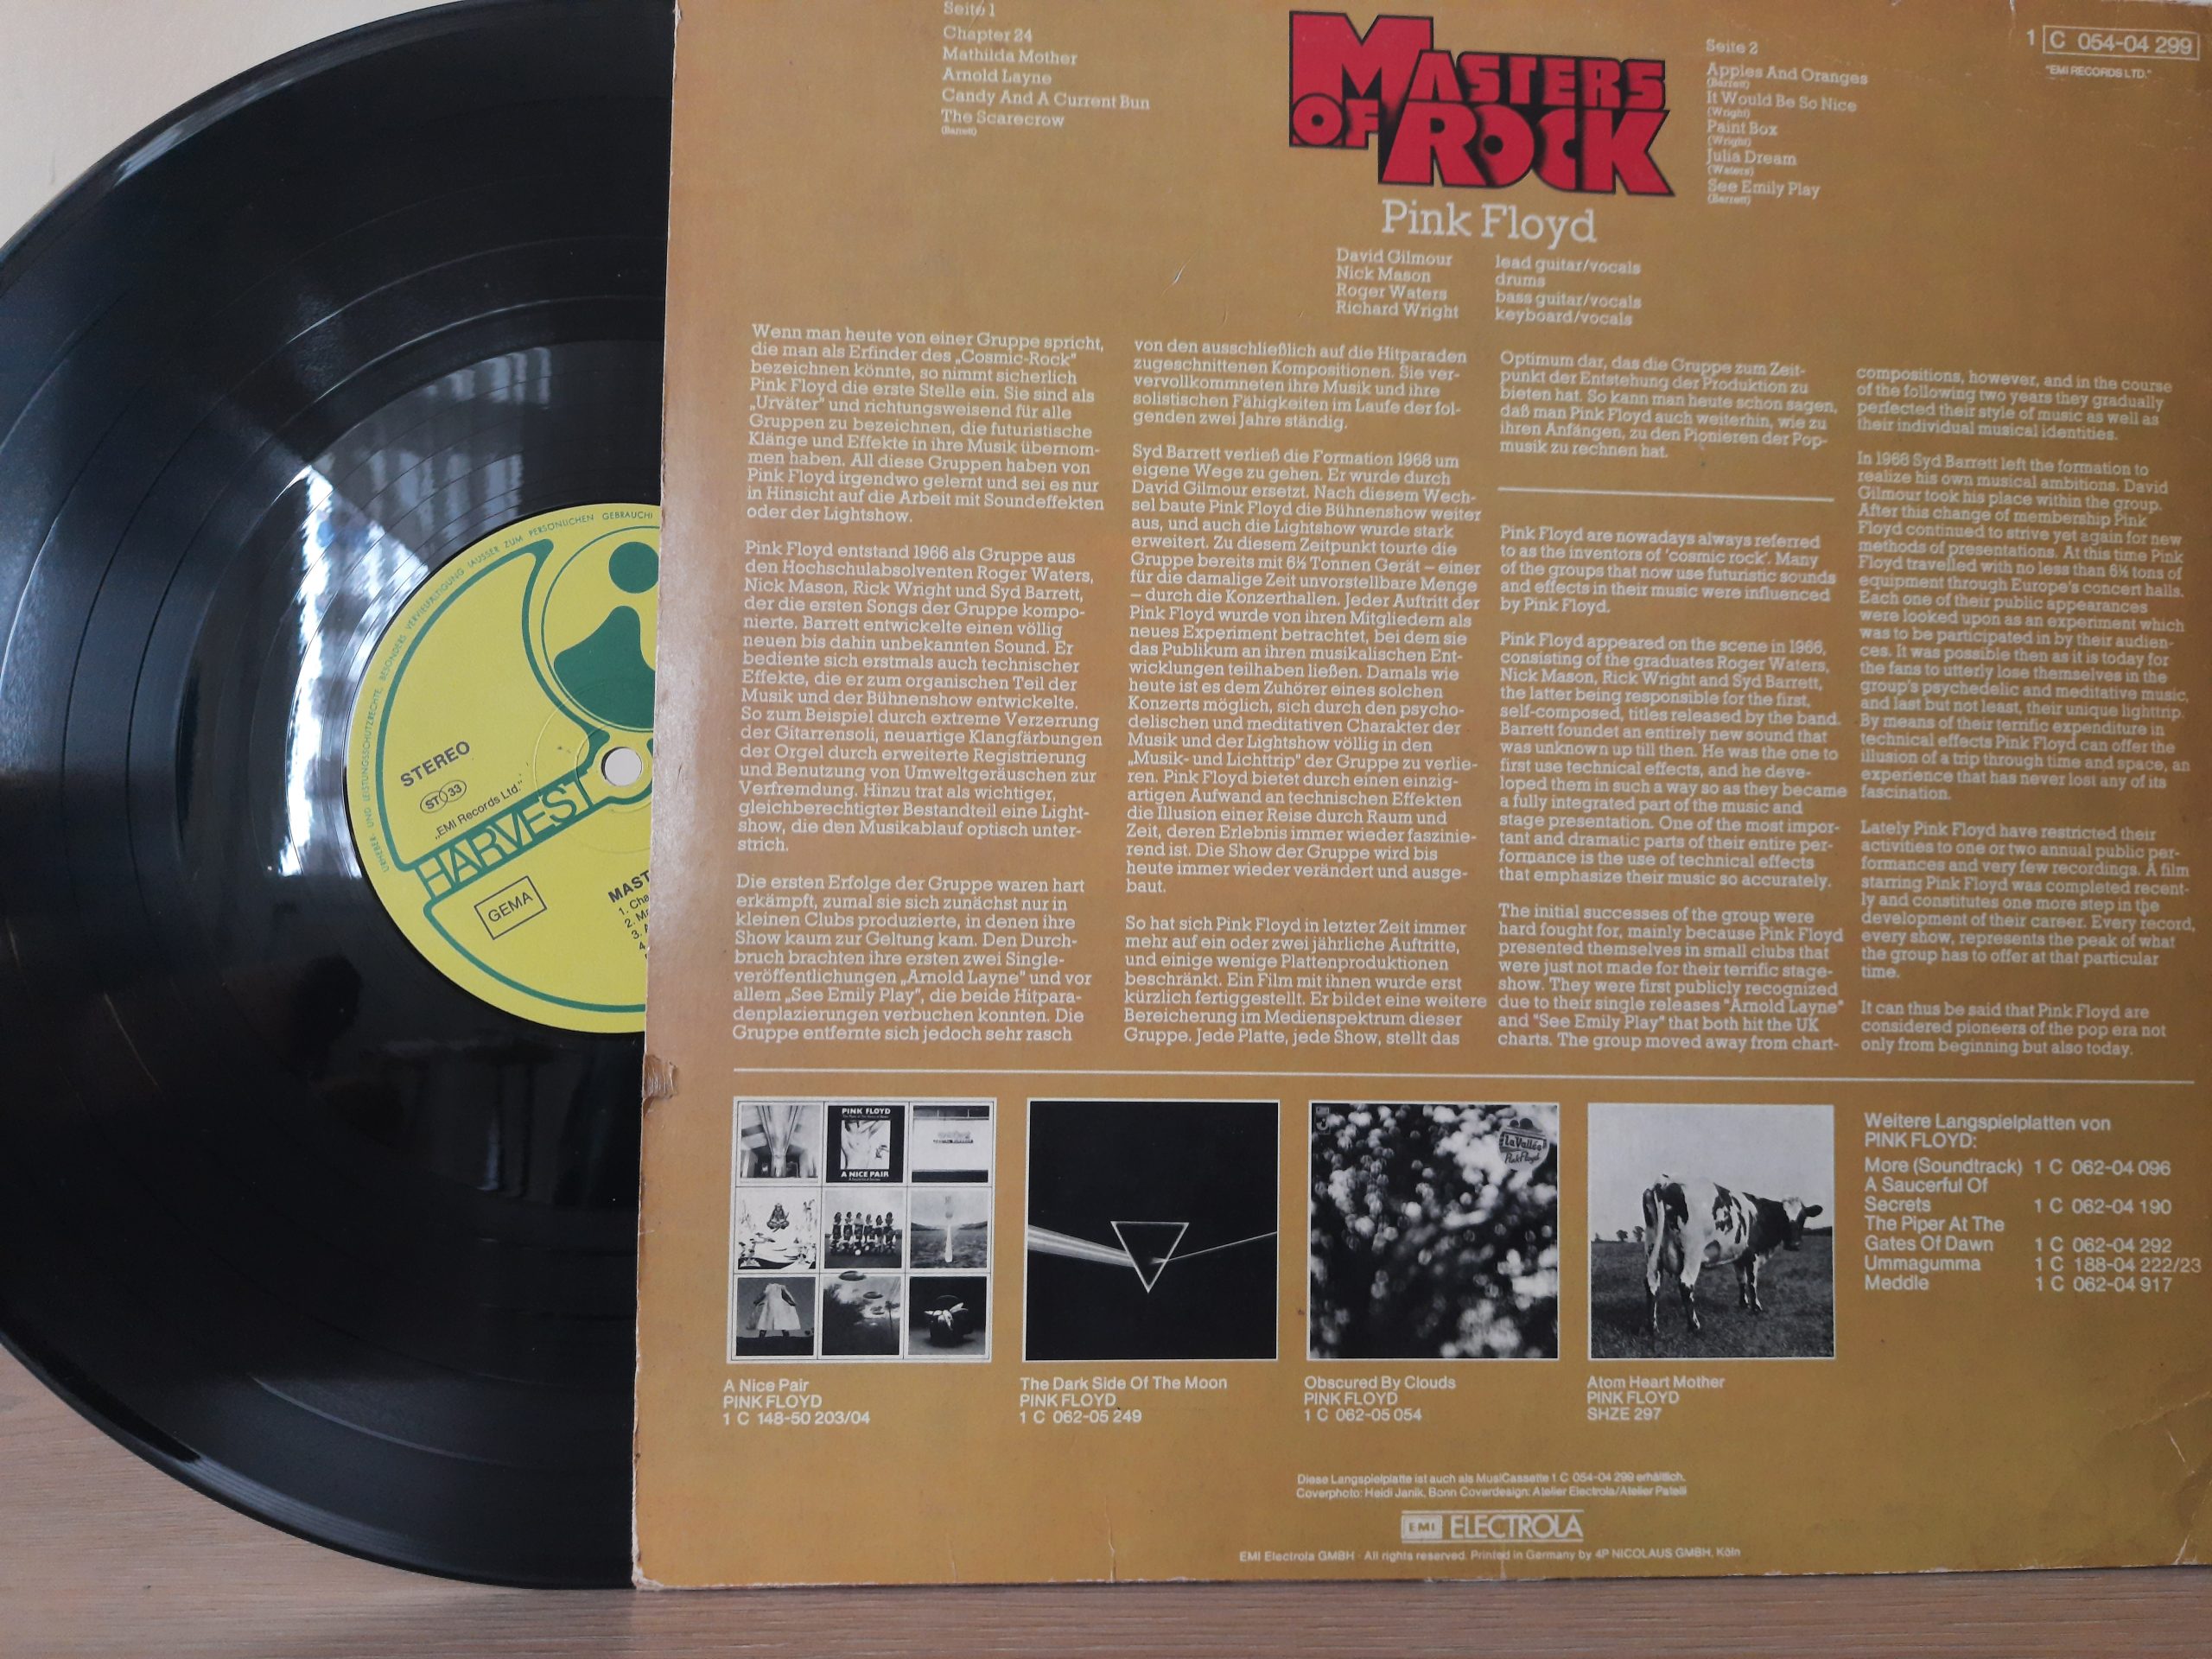 Seite 1
Chapter 24
Mathilda Mother
Arnold Layne
Candy And A Current Bun
The Scarecrow
(Barrett)
MASTERS
OF ROCK
Seite 2
Apples And Oranges
(Barrett)
It Would Be So Nice
(Wright)
Paint Box
(Wright)
Julia Dream
(Waters)
See Emily Play
(Barrett)
1 C 054-04 299
"EMI RECORDS LTD."
Pink Floyd
David Gilmour lead guitar/vocals
Nick Mason drums
Roger Waters bass guitar/vocals
Richard Wright keyboard/vocals
Wenn man heute von einer Gruppe spricht,
die man als Erfinder des „Cosmic-Rock"
bezeichnen könnte, so nimmt sicherlich
Pink Floyd die erste Stelle ein. Sie sind als
„Urväter" und richtungsweisend für alle
Gruppen zu bezeichnen, die futuristische
Klänge und Effekte in ihre Musik übernom-
men haben. All diese Gruppen haben von
Pink Floyd irgendwo gelernt und sei es nur
in Hinsicht auf die Arbeit mit Soundeffekten
oder der Lightshow.
Pink Floyd entstand 1966 als Gruppe aus
den Hochschulabsolventen Roger Waters,
Nick Mason, Rick Wright und Syd Barrett,
der die ersten Songs der Gruppe kompo-
nierte. Barrett entwickelte einen völlig
neuen bis dahin unbekannten Sound. Er
bediente sich erstmals auch technischer
Effekte, die er zum organischen Teil der
Musik und der Bühnenshow entwickelte.
So zum Beispiel durch extreme Verzerrung
der Gitarrensoli, neuartige Klangfärbungen
der Orgel durch erweiterte Registrierung
und Benutzung von Umweltgeräuschen zur
Verfremdung. Hinzu trat als wichtiger,
gleichberechtigter Bestandteil eine Light-
show, die den Musikablauf optisch unter-
strich.
Die ersten Erfolge der Gruppe waren hart
erkämpft, zumal sie sich zunächst nur in
kleinen Clubs produzierte, in denen ihre
Show kaum zur Geltung kam. Den Durch-
bruch brachten ihre ersten zwei Single-
veröffentlichungen „Arnold Layne" und vor
allem „See Emily Play", die beide Hitpara-
denplazierungen verbuchen konnten. Die
Gruppe entfernte sich jedoch sehr rasch
von den ausschließlich auf die Hitparaden
zugeschnittenen Kompositionen. Sie ver-
vervollkommneten ihre Musik und ihre
solistischen Fähigkeiten im Laufe der fol-
genden zwei Jahre ständig.
Syd Barrett verließ die Formation 1968 um
eigene Wege zu gehen. Er wurde durch
David Gilmour ersetzt. Nach diesem Wech-
sel baute Pink Floyd die Bühnenshow weiter
aus, und auch die Lightshow wurde stark
erweitert. Zu diesem Zeitpunkt tourte die
Gruppe bereits mit 6½ Tonnen Gerät – einer
für die damalige Zeit unvorstellbare Menge
– durch die Konzerthallen. Jeder Auftritt der
Pink Floyd wurde von ihren Mitgliedern als
neues Experiment betrachtet, bei dem sie
das Publikum an ihren musikalischen Ent-
wicklungen teilhaben ließen. Damals wie
heute ist es dem Zuhörer eines solchen
Konzerts möglich, sich durch den psycho-
delischen und meditativen Charakter der
Musik und der Lightshow völlig in den
„Musik- und Lichttrip" der Gruppe zu verlie-
ren. Pink Floyd bietet durch einen einzig-
artigen Aufwand an technischen Effekten
die Illusion einer Reise durch Raum und
Zeit, deren Erlebnis immer wieder faszinie-
rend ist. Die Show der Gruppe wird bis
heute immer wieder verändert und ausge-
baut.
So hat sich Pink Floyd in letzter Zeit immer
mehr auf ein oder zwei jährliche Auftritte,
und einige wenige Plattenproduktionen
beschränkt. Ein Film mit ihnen wurde erst
kürzlich fertiggestellt. Er bildet eine weitere
Bereicherung im Medienspektrum dieser
Gruppe. Jede Platte, jede Show, stellt das
Optimum dar, das die Gruppe zum Zeit-
punkt der Entstehung der Produktion zu
bieten hat. So kann man heute schon sagen,
daß man Pink Floyd auch weiterhin, wie zu
ihren Anfängen, zu den Pionieren der Pop-
musik zu rechnen hat.
Pink Floyd are nowadays always referred
to as the inventors of 'cosmic rock'. Many
of the groups that now use futuristic sounds
and effects in their music were influenced
by Pink Floyd.
Pink Floyd appeared on the scene in 1966,
consisting of the graduates Roger Waters,
Nick Mason, Rick Wright and Syd Barrett,
the latter being responsible for the first,
self-composed, titles released by the band.
Barrett foundet an entirely new sound that
was unknown up till then. He was the one to
first use technical effects, and he deve-
loped them in such a way so as they became
a fully integrated part of the music and
stage presentation. One of the most impor-
tant and dramatic parts of their entire per-
formance is the use of technical effects
that emphasize their music so accurately.
The initial successes of the group were
hard fought for, mainly because Pink Floyd
presented themselves in small clubs that
were just not made for their terrific stage-
show. They were first publicly recognized
due to their single releases "Arnold Layne"
and "See Emily Play" that both hit the UK
charts. The group moved away from chart-
compositions, however, and in the course
of the following two years they gradually
perfected their style of music as well as
their individual musical identities.
In 1968 Syd Barrett left the formation to
realize his own musical ambitions. David
Gilmour took his place within the group.
After this change of membership Pink
Floyd continued to strive yet again for new
methods of presentations. At this time Pink
Floyd travelled with no less than 6½ tons of
equipment through Europe's concert halls.
Each one of their public appearances
were looked upon as an experiment which
was to be participated in by their audien-
ces. It was possible then as it is today for
the fans to utterly lose themselves in the
group's psychedelic and meditative music,
and last but not least, their unique lighttrip.
By means of their terrific expenditure in
technical effects Pink Floyd can offer the
illusion of a trip through time and space, an
experience that has never lost any of its
fascination.
Lately Pink Floyd have restricted their
activities to one or two annual public per-
formances and very few recordings. A film
starring Pink Floyd was completed recent-
ly and constitutes one more step in the
development of their career. Every record,
every show, represents the peak of what
the group has to offer at that particular
time.
It can thus be said that Pink Floyd are
considered pioneers of the pop era not
only from beginning but also today.
URHEBER UND LEISTUNGSSCHUTZRECHTE, BESONDERS VERVIELFÄLTIGUNG (AUSSER ZUM PERSÖNLICHEN GEBRAUCH)
STEREO
ST 33
„EMI Records Ltd."
HARVEST
GEMA
MAST
1. Cha
2. Ma
3. A
4.
PINK FLOYD
A NICE PAIR
La Vallée
Pink Floyd
A Nice Pair
PINK FLOYD
1 C 148-50 203/04
The Dark Side Of The Moon
PINK FLOYD
1 C 062-05 249
Obscured By Clouds
PINK FLOYD
1 C 062-05 054
Atom Heart Mother
PINK FLOYD
SHZE 297
Weitere Langspielplatten von
PINK FLOYD:
More (Soundtrack) 1 C 062-04 096
A Saucerful Of
Secrets 1 C 062-04 190
The Piper At The
Gates Of Dawn 1 C 062-04 292
Ummagumma 1 C 188-04 222/23
Meddle 1 C 062-04 917
Diese Langspielplatte ist auch als MusiCassette 1 C 054-04 299 erhältlich.
Coverphoto: Heidi Janik, Bonn Coverdesign: Atelier Electrola/Atelier Patelli
EMI ELECTROLA
EMI Electrola GMBH · All rights reserved. Printed in Germany by 4P NICOLAUS GMBH, Köln